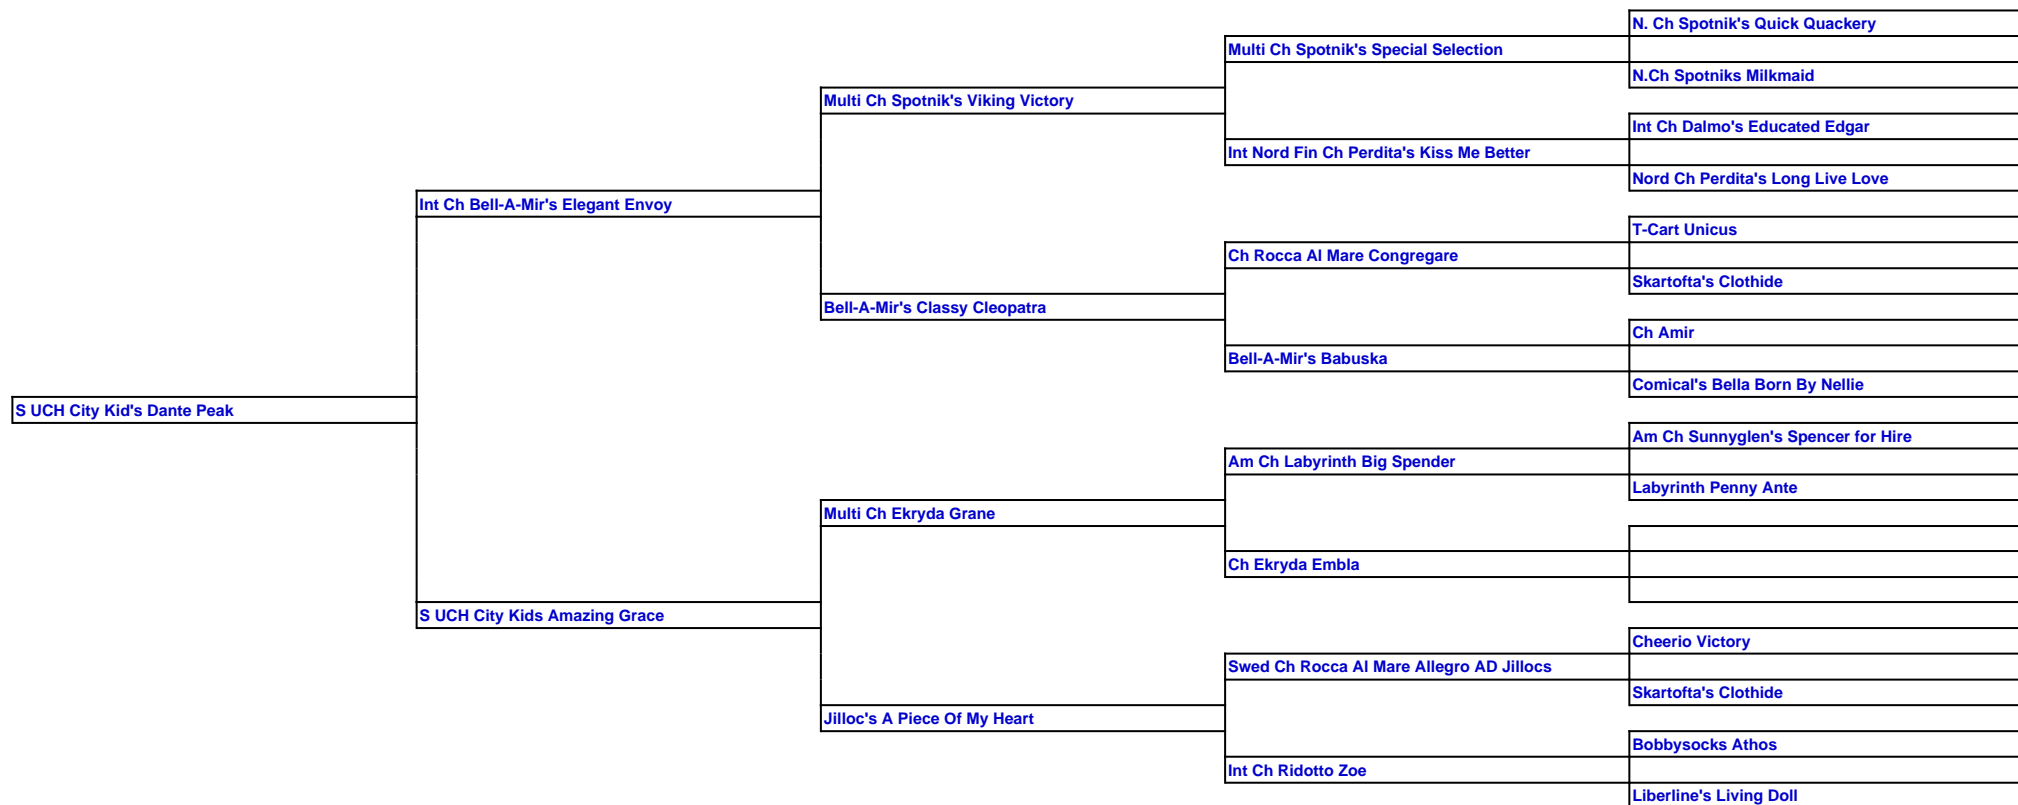 N. Ch Spotnik's Quick Quackery
Multi Ch Spotnik's Special Selection
N.Ch Spotniks Milkmaid
Multi Ch Spotnik's Viking Victory
Int Ch Dalmo's Educated Edgar
Int Nord Fin Ch Perdita's Kiss Me Better
Nord Ch Perdita's Long Live Love
Int Ch Bell-A-Mir's Elegant Envoy
T-Cart Unicus
Ch Rocca Al Mare Congregare
Skartofta's Clothide
Bell-A-Mir's Classy Cleopatra
Ch Amir
Bell-A-Mir's Babuska
Comical's Bella Born By Nellie
S UCH City Kid's Dante Peak
Am Ch Sunnyglen's Spencer for Hire
Am Ch Labyrinth Big Spender
Labyrinth Penny Ante
Multi Ch Ekryda Grane
Ch Ekryda Embla
S UCH City Kids Amazing Grace
Cheerio Victory
Swed Ch Rocca Al Mare Allegro AD Jillocs
Skartofta's Clothide
Jilloc's A Piece Of My Heart
Bobbysocks Athos
Int Ch Ridotto Zoe
Liberline's Living Doll